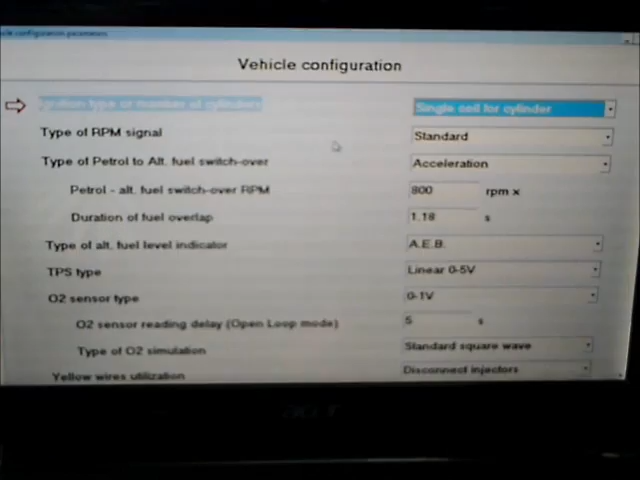 vehicle configuration parameters
Vehicle configuration
Ignition type or number of cylinders Single coil for cylinder
Type of RPM signal Standard
Type of Petrol to Alt. fuel switch-over Acceleration
Petrol - alt. fuel switch-over RPM 800 rpm x
Duration of fuel overlap 1.18 s
Type of alt. fuel level indicator A.E.B.
TPS type Linear 0-5V
O2 sensor type 0-1V
O2 sensor reading delay (Open Loop mode) 5 s
Type of O2 simulation Standard square wave
Yellow wires utilization Disconnect injectors
acer